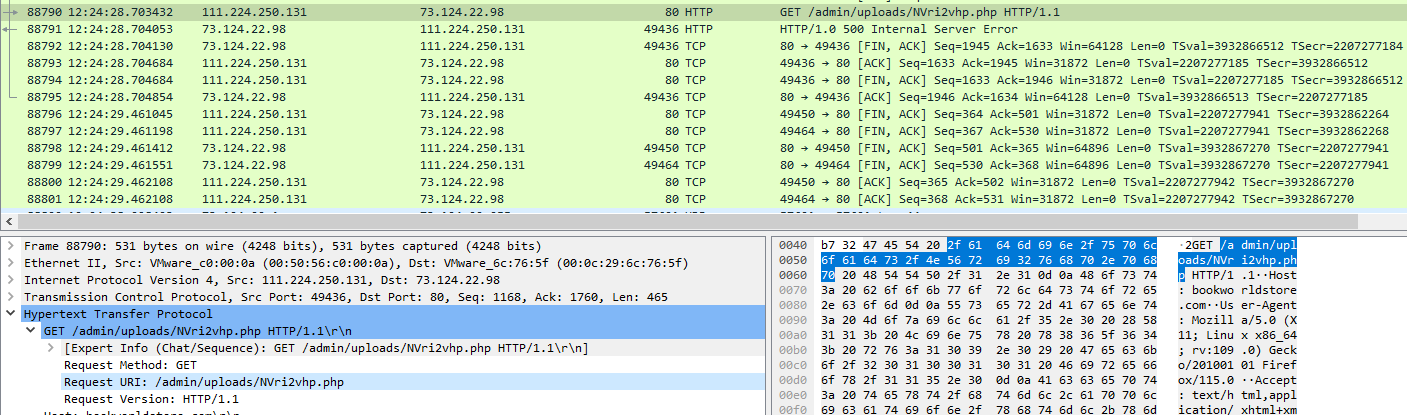 88790 12:24:28.703432 111.224.250.131 73.124.22.98 80 HTTP GET /admin/uploads/NVri2vhp.php HTTP/1.1
88791 12:24:28.704053 73.124.22.98 111.224.250.131 49436 HTTP HTTP/1.0 500 Internal Server Error
88792 12:24:28.704130 73.124.22.98 111.224.250.131 49436 TCP 80 → 49436 [FIN, ACK] Seq=1945 Ack=1633 Win=64128 Len=0 TSval=3932866512 TSecr=2207277184
88793 12:24:28.704684 111.224.250.131 73.124.22.98 80 TCP 49436 → 80 [ACK] Seq=1633 Ack=1945 Win=31872 Len=0 TSval=2207277185 TSecr=3932866512
88794 12:24:28.704684 111.224.250.131 73.124.22.98 80 TCP 49436 → 80 [FIN, ACK] Seq=1633 Ack=1946 Win=31872 Len=0 TSval=2207277185 TSecr=3932866512
88795 12:24:28.704854 73.124.22.98 111.224.250.131 49436 TCP 80 → 49436 [ACK] Seq=1946 Ack=1634 Win=64128 Len=0 TSval=3932866513 TSecr=2207277185
88796 12:24:29.461045 111.224.250.131 73.124.22.98 80 TCP 49450 → 80 [FIN, ACK] Seq=364 Ack=501 Win=31872 Len=0 TSval=2207277941 TSecr=3932862264
88797 12:24:29.461198 111.224.250.131 73.124.22.98 80 TCP 49464 → 80 [FIN, ACK] Seq=367 Ack=530 Win=31872 Len=0 TSval=2207277941 TSecr=3932862268
88798 12:24:29.461412 73.124.22.98 111.224.250.131 49450 TCP 80 → 49450 [FIN, ACK] Seq=501 Ack=365 Win=64896 Len=0 TSval=3932867270 TSecr=2207277941
88799 12:24:29.461551 73.124.22.98 111.224.250.131 49464 TCP 80 → 49464 [FIN, ACK] Seq=530 Ack=368 Win=64896 Len=0 TSval=3932867270 TSecr=2207277941
88800 12:24:29.462108 111.224.250.131 73.124.22.98 80 TCP 49450 → 80 [ACK] Seq=365 Ack=502 Win=31872 Len=0 TSval=2207277942 TSecr=3932867270
88801 12:24:29.462108 111.224.250.131 73.124.22.98 80 TCP 49464 → 80 [ACK] Seq=368 Ack=531 Win=31872 Len=0 TSval=2207277942 TSecr=3932867270
Frame 88790: 531 bytes on wire (4248 bits), 531 bytes captured (4248 bits)
Ethernet II, Src: VMware_c0:00:0a (00:50:56:c0:00:0a), Dst: VMware_6c:76:5f (00:0c:29:6c:76:5f)
Internet Protocol Version 4, Src: 111.224.250.131, Dst: 73.124.22.98
Transmission Control Protocol, Src Port: 49436, Dst Port: 80, Seq: 1168, Ack: 1760, Len: 465
Hypertext Transfer Protocol
GET /admin/uploads/NVri2vhp.php HTTP/1.1\r\n
[Expert Info (Chat/Sequence): GET /admin/uploads/NVri2vhp.php HTTP/1.1\r\n]
Request Method: GET
Request URI: /admin/uploads/NVri2vhp.php
Request Version: HTTP/1.1
0040 b7 32 47 45 54 20 2f 61 64 6d 69 6e 2f 75 70 6c ·2GET /a dmin/upl
0050 6f 61 64 73 2f 4e 56 72 69 32 76 68 70 2e 70 68 oads/NVr i2vhp.ph
0060 70 20 48 54 54 50 2f 31 2e 31 0d 0a 48 6f 73 74 p HTTP/1 .1··Host
0070 3a 20 62 6f 6f 6b 77 6f 72 6c 64 73 74 6f 72 65 : bookwo rldstore
0080 2e 63 6f 6d 0d 0a 55 73 65 72 2d 41 67 65 6e 74 .com··Us er-Agent
0090 3a 20 4d 6f 7a 69 6c 6c 61 2f 35 2e 30 20 28 58 : Mozill a/5.0 (X
00a0 31 31 3b 20 4c 69 6e 75 78 20 78 38 36 5f 36 34 11; Linu x x86_64
00b0 3b 20 72 76 3a 31 30 39 2e 30 29 20 47 65 63 6b ; rv:109 .0) Geck
00c0 6f 2f 32 30 31 30 30 31 30 31 20 46 69 72 65 66 o/201001 01 Firef
00d0 6f 78 2f 31 31 35 2e 30 0d 0a 41 63 63 65 70 74 ox/115.0 ··Accept
00e0 3a 20 74 65 78 74 2f 68 74 6d 6c 2c 61 70 70 6c : text/h tml,appl
00f0 69 63 61 74 69 6f 6e 2f 78 68 74 6d 6c 2b 78 6d ication/ xhtml+xm